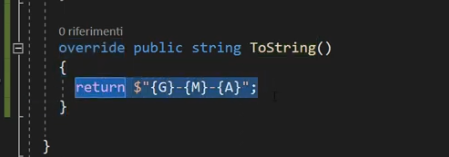 }
0 riferimenti
override public string ToString()
{
return $"{G}-{M}-{A}";
}
}